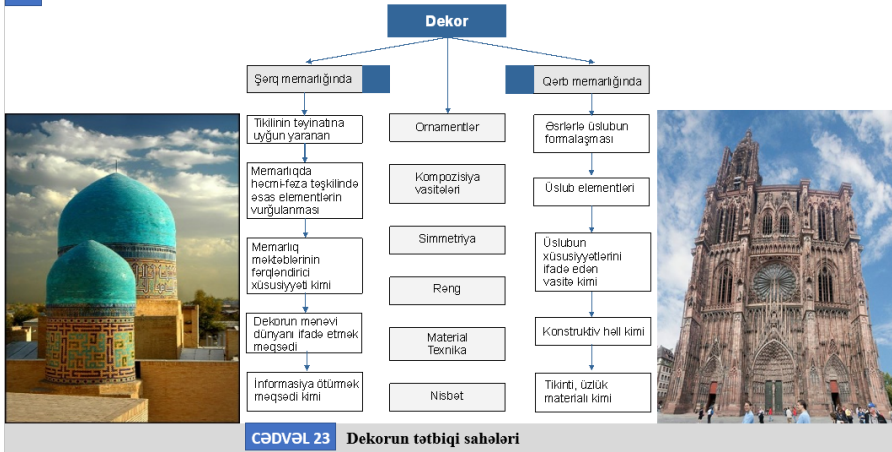 Dekor
Şərq memarlığında
Qərb memarlığında
Tikilinin təyinatına
uyğun yaranan
Memarlıqda
həcmi-fəza təşkilində
əsas elementlərin
vurğulanması
Memarlıq
məktəblərinin
fərqləndirici
xüsusiyyəti kimi
Dekorun mənəvi
dünyanı ifadə etmək
məqsədi
İnformasiya ötürmək
məqsədi kimi
Ornamentlər
Kompozisiya
vasitələri
Simmetriya
Rəng
Material
Texnika
Nisbət
Əsrlərlə üslubun
formalaşması
Üslub elementləri
Üslubun
xüsusiyyətlərini
ifadə edən
vasitə kimi
Konstruktiv həll kimi
Tikinti, üzlük
materialı kimi
CƏDVƏL 23 Dekorun tətbiqi sahələri